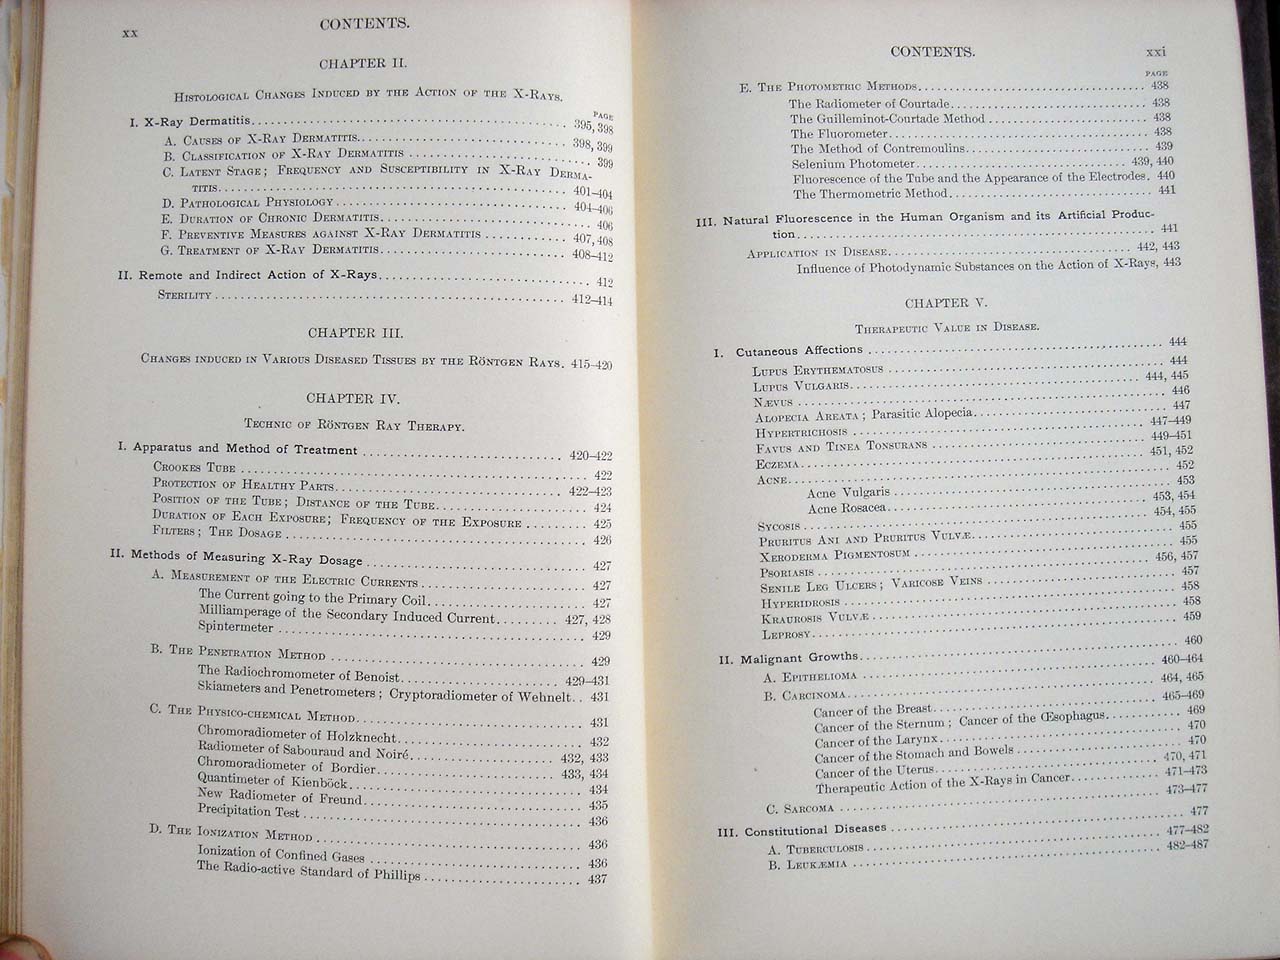 xx
CONTENTS.
CHAPTER II.
HISTOLOGICAL CHANGES INDUCED BY THE ACTION OF THE X-RAYS.
PAGE
I. X-Ray Dermatitis........ 395, 398
A. CAUSES OF X-RAY DERMATITIS........ 398, 399
B. CLASSIFICATION OF X-RAY DERMATITIS........ 399
C. LATENT STAGE; FREQUENCY AND SUSCEPTIBILITY IN X-RAY DERMA-
TITIS........ 401–404
D. PATHOLOGICAL PHYSIOLOGY........ 404–406
E. DURATION OF CHRONIC DERMATITIS........ 406
F. PREVENTIVE MEASURES AGAINST X-RAY DERMATITIS........ 407, 408
G. TREATMENT OF X-RAY DERMATITIS........ 408–412
II. Remote and Indirect Action of X-Rays........ 412
STERILITY........ 412–414
CHAPTER III.
CHANGES INDUCED IN VARIOUS DISEASED TISSUES BY THE RÖNTGEN RAYS. 415–420
CHAPTER IV.
TECHNIC OF RÖNTGEN RAY THERAPY.
I. Apparatus and Method of Treatment........ 420–422
CROOKES TUBE........ 422
PROTECTION OF HEALTHY PARTS........ 422–423
POSITION OF THE TUBE; DISTANCE OF THE TUBE........ 424
DURATION OF EACH EXPOSURE; FREQUENCY OF THE EXPOSURE........ 425
FILTERS; THE DOSAGE........ 426
II. Methods of Measuring X-Ray Dosage........ 427
A. MEASUREMENT OF THE ELECTRIC CURRENTS........ 427
The Current going to the Primary Coil........ 427
Milliamperage of the Secondary Induced Current........ 427, 428
Spintermeter........ 429
B. THE PENETRATION METHOD........ 429
The Radiochromometer of Benoist........ 429–431
Skiameters and Penetrometers; Cryptoradiometer of Wehnelt.. 431
C. THE PHYSICO-CHEMICAL METHOD........ 431
Chromoradiometer of Holzknecht........ 432
Radiometer of Sabouraud and Noiré........ 432, 433
Chromoradiometer of Bordier........ 433, 434
Quantimeter of Kienböck........ 434
New Radiometer of Freund........ 435
Precipitation Test........ 436
D. THE IONIZATION METHOD........ 436
Ionization of Confined Gases........ 436
The Radio-active Standard of Phillips........ 437
CONTENTS.
xxi
PAGE
E. THE PHOTOMETRIC METHODS........ 438
The Radiometer of Courtade........ 438
The Guilleminot-Courtade Method........ 438
The Fluorometer........ 438
The Method of Contremoulins........ 439
Selenium Photometer........ 439, 440
Fluorescence of the Tube and the Appearance of the Electrodes. 440
The Thermometric Method........ 441
III. Natural Fluorescence in the Human Organism and its Artificial Produc-
tion........ 441
APPLICATION IN DISEASE........ 442, 443
Influence of Photodynamic Substances on the Action of X-Rays, 443
CHAPTER V.
THERAPEUTIC VALUE IN DISEASE.
I. Cutaneous Affections........ 444
LUPUS ERYTHEMATOSUS........ 444
LUPUS VULGARIS........ 444, 445
NÆVUS........ 446
ALOPECIA AREATA; Parasitic Alopecia........ 447
HYPERTRICHOSIS........ 447–449
FAVUS AND TINEA TONSURANS........ 449–451
ECZEMA........ 451, 452
ACNE........ 452
Acne Vulgaris........ 453
Acne Rosacea........ 453, 454
SYCOSIS........ 454, 455
PRURITUS ANI AND PRURITUS VULVÆ........ 455
XERODERMA PIGMENTOSUM........ 455
PSORIASIS........ 456, 457
SENILE LEG ULCERS; VARICOSE VEINS........ 457
HYPERIDROSIS........ 458
KRAUROSIS VULVÆ........ 458
LEPROSY........ 459
II. Malignant Growths........ 460
A. EPITHELIOMA........ 460–464
B. CARCINOMA........ 464, 465
Cancer of the Breast........ 465–469
Cancer of the Sternum; Cancer of the Œsophagus........ 469
Cancer of the Larynx........ 470
Cancer of the Stomach and Bowels........ 470
Cancer of the Uterus........ 470, 471
Therapeutic Action of the X-Rays in Cancer........ 471–473
C. SARCOMA........ 473–477
III. Constitutional Diseases........ 477
A. TUBERCULOSIS........ 477–482
B. LEUKÆMIA........ 482–487